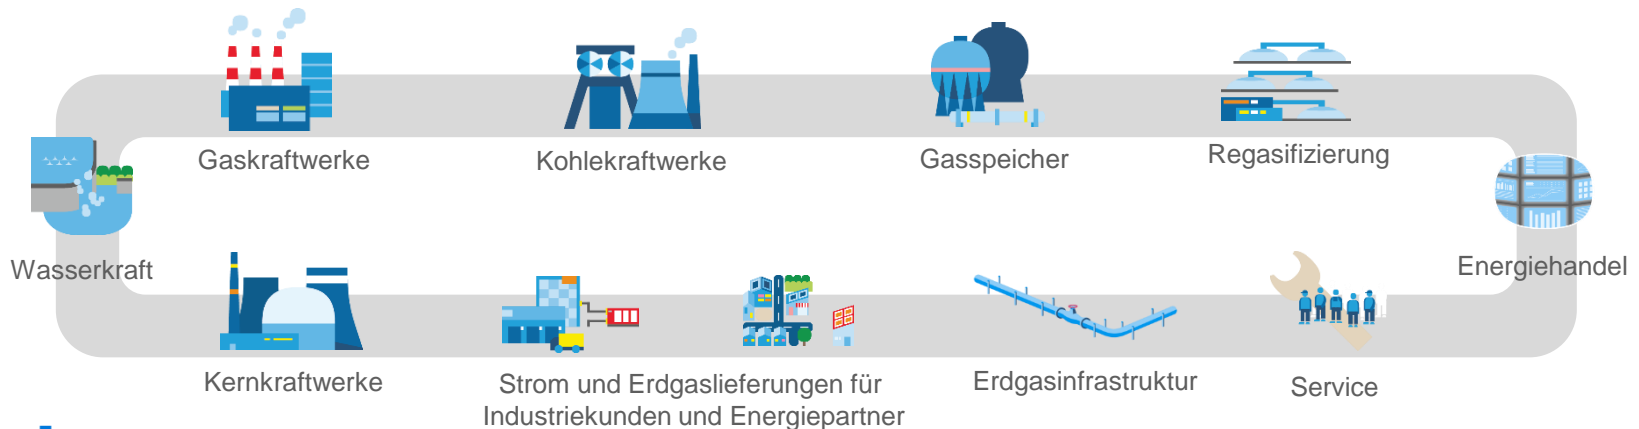 Gaskraftwerke
Kohlekraftwerke
Gasspeicher
Regasifizierung
Wasserkraft
Energiehandel
Kernkraftwerke
Strom und Erdgaslieferungen für
Industriekunden und Energiepartner
Erdgasinfrastruktur
Service